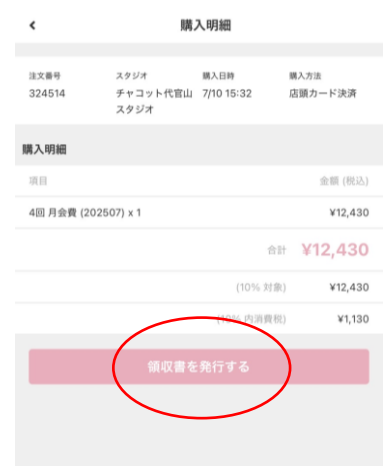 購入明細
注文番号 スタジオ 購入日時 購入方法
324514 チャコット代官山 7/10 15:32 店頭カード決済
スタジオ
購入明細
項目 金額 (税込)
4回 月会費 (202507) x 1 ¥12,430
合計 ¥12,430
(10% 対象) ¥12,430
(10% 内消費税) ¥1,130
領収書を発行する